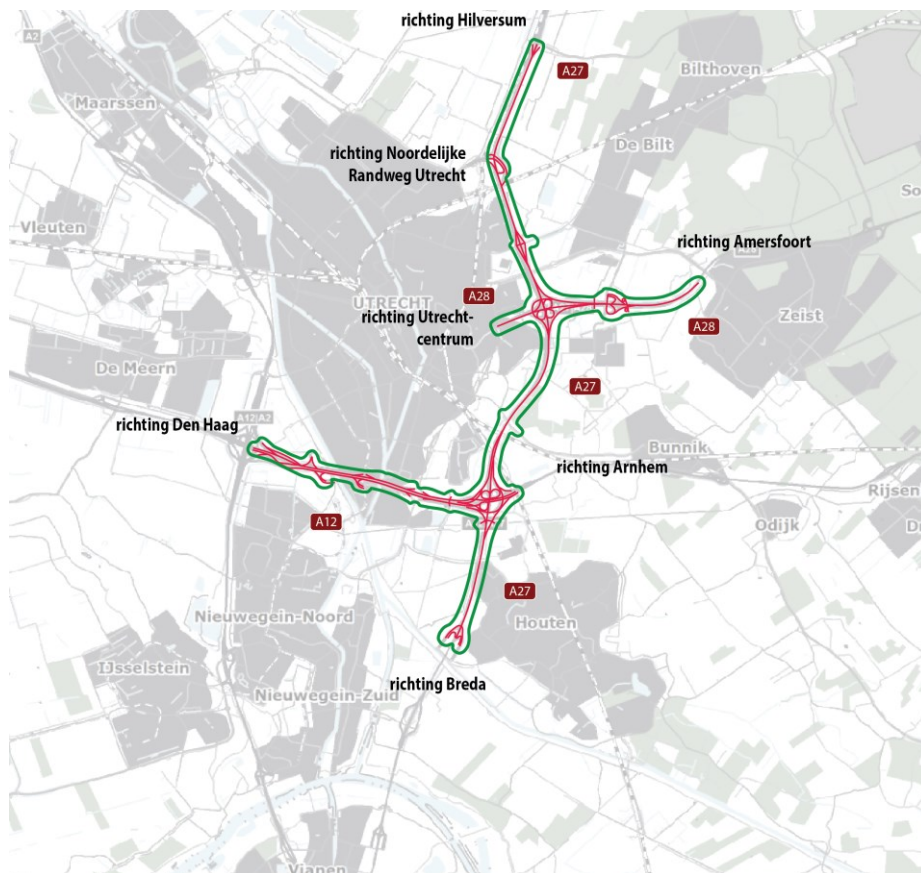 richting Hilversum
A2
A27
Bilthoven
Maarssen
De Bilt
richting Noordelijke
Randweg Utrecht
Vleuten
richting Amersfoort
UTRECHT
A28
richting Utrecht-
centrum
A28
Zeist
De Meern
A27
A12
A2
richting Den Haag
Bunnik
richting Arnhem
A12
Odijk
A27
Nieuwegein-Noord
Houten
IJsselstein
richting Breda
Nieuwegein-Zuid
Vianen